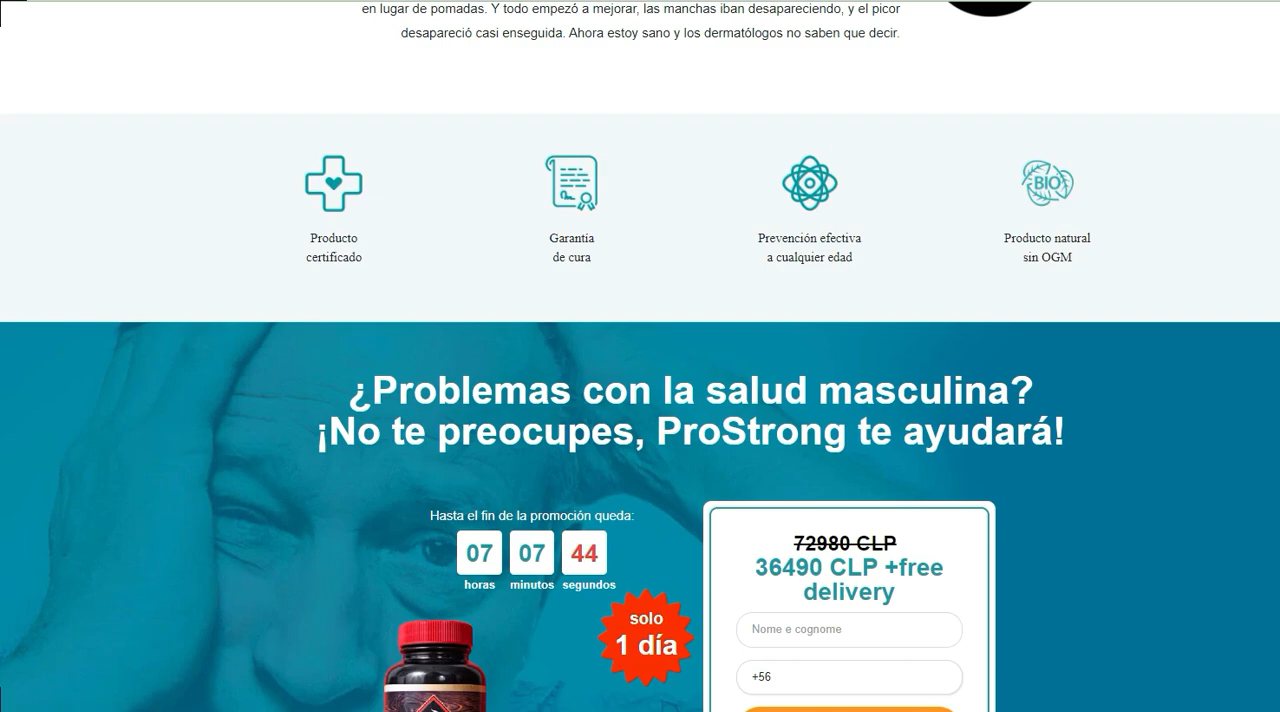 en lugar de pomadas. Y todo empezó a mejorar, las manchas iban desapareciendo, y el picor
desapareció casi enseguida. Ahora estoy sano y los dermatólogos no saben que decir.
Producto
certificado
Garantía
de cura
Prevención efectiva
a cualquier edad
BIO
Producto natural
sin OGM
¿Problemas con la salud masculina?
¡No te preocupes, ProStrong te ayudará!
Hasta el fin de la promoción queda:
07 07 44
horas minutos segundos
solo
1 día
72980 CLP
36490 CLP +free
delivery
Nome e cognome
+56